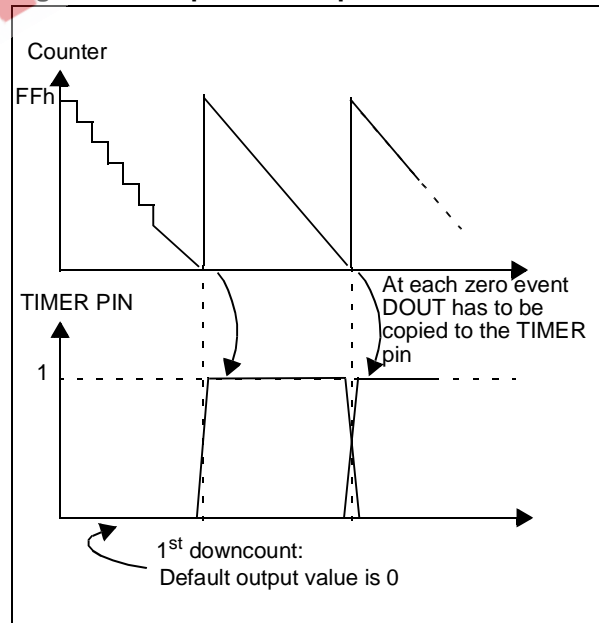 Counter
FFh
At each zero event
DOUT has to be
copied to the TIMER
pin
TIMER PIN
1
1st downcount:
Default output value is 0